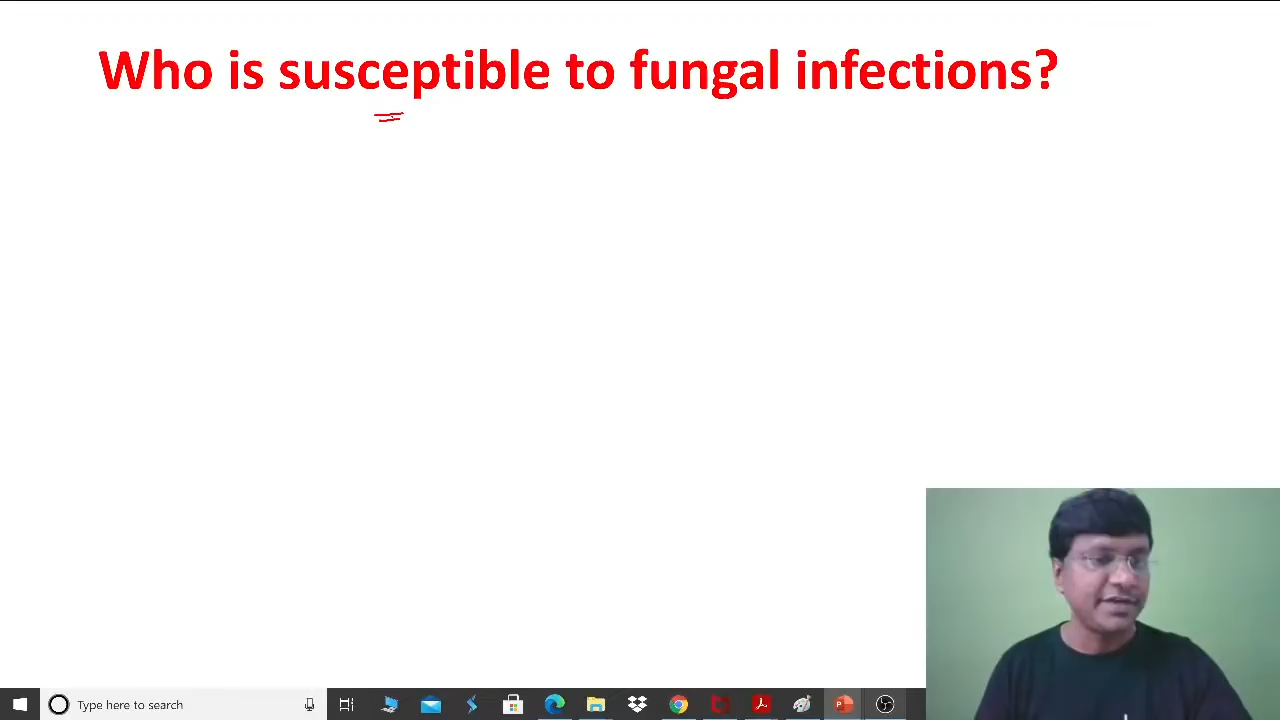 Who is susceptible to fungal infections?
Type here to search